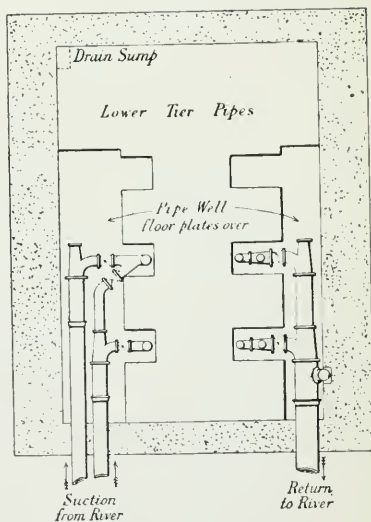 Drain Sump
Lower Tier Pipes
Pipe Well
floor plates over
Suction
from River
Return
to River